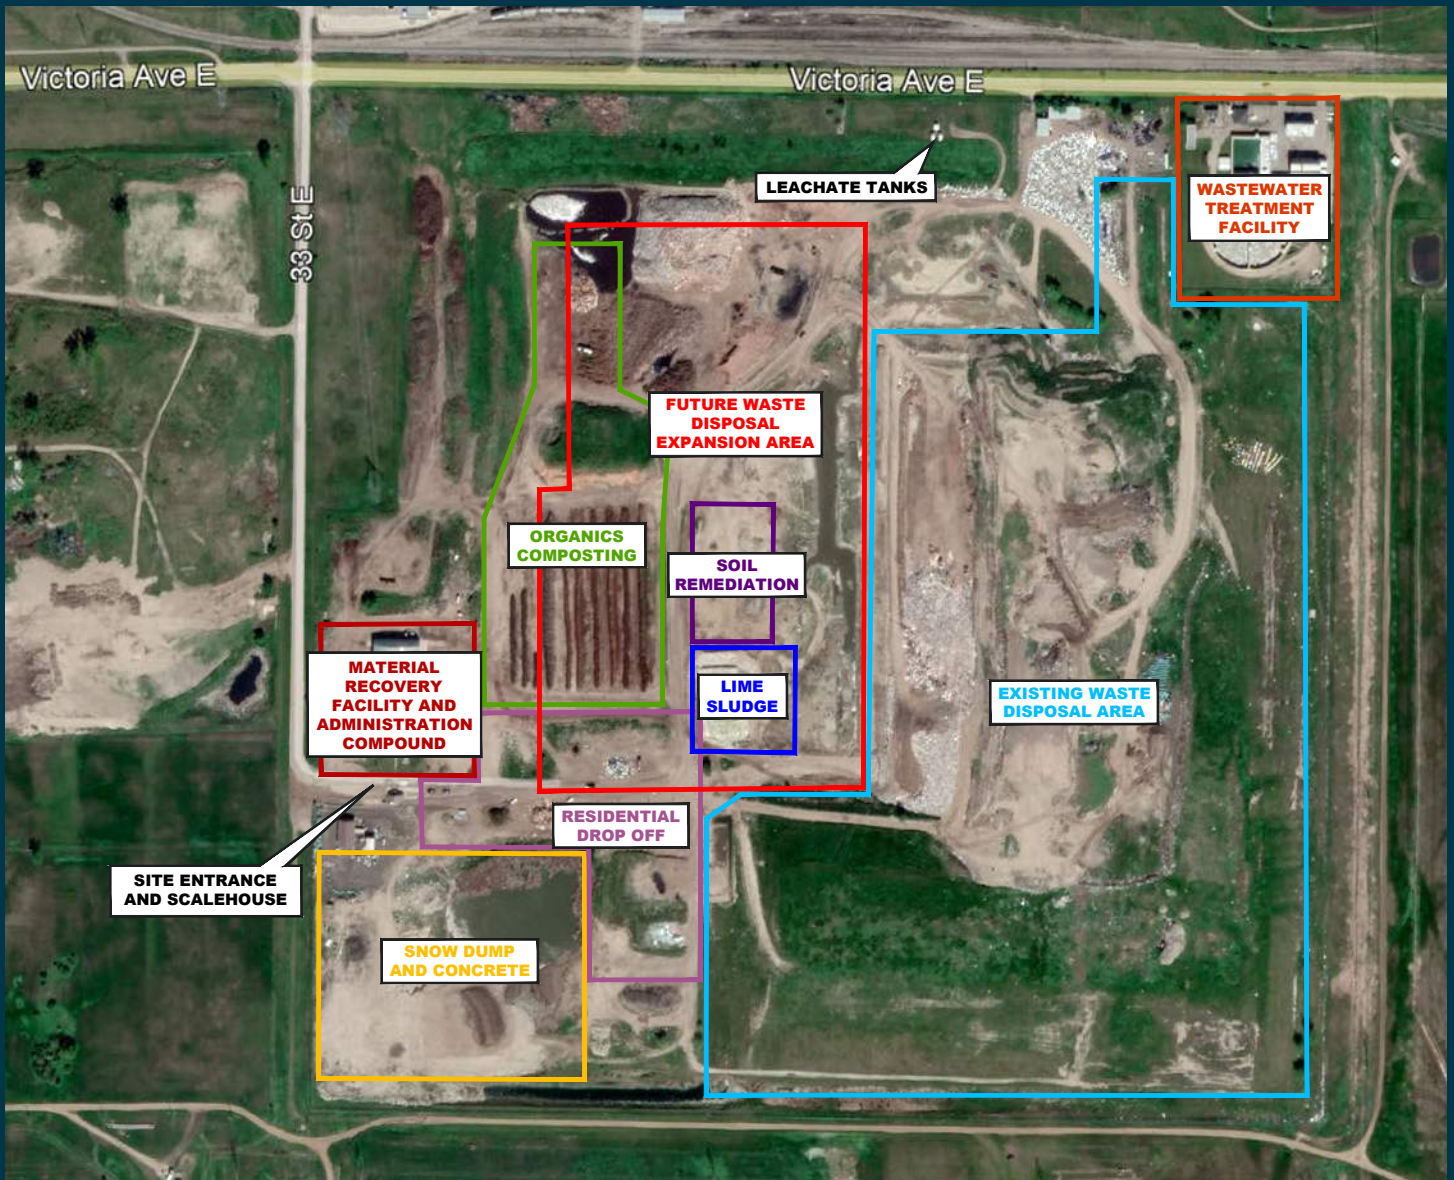 Victoria Ave E
Victoria Ave E
LEACHATE TANKS
WASTEWATER
TREATMENT
FACILITY
33 St E
FUTURE WASTE
DISPOSAL
EXPANSION AREA
ORGANICS
COMPOSTING
SOIL
REMEDIATION
MATERIAL
RECOVERY
FACILITY AND
ADMINISTRATION
COMPOUND
LIME
SLUDGE
EXISTING WASTE
DISPOSAL AREA
RESIDENTIAL
DROP OFF
SITE ENTRANCE
AND SCALEHOUSE
SNOW DUMP
AND CONCRETE